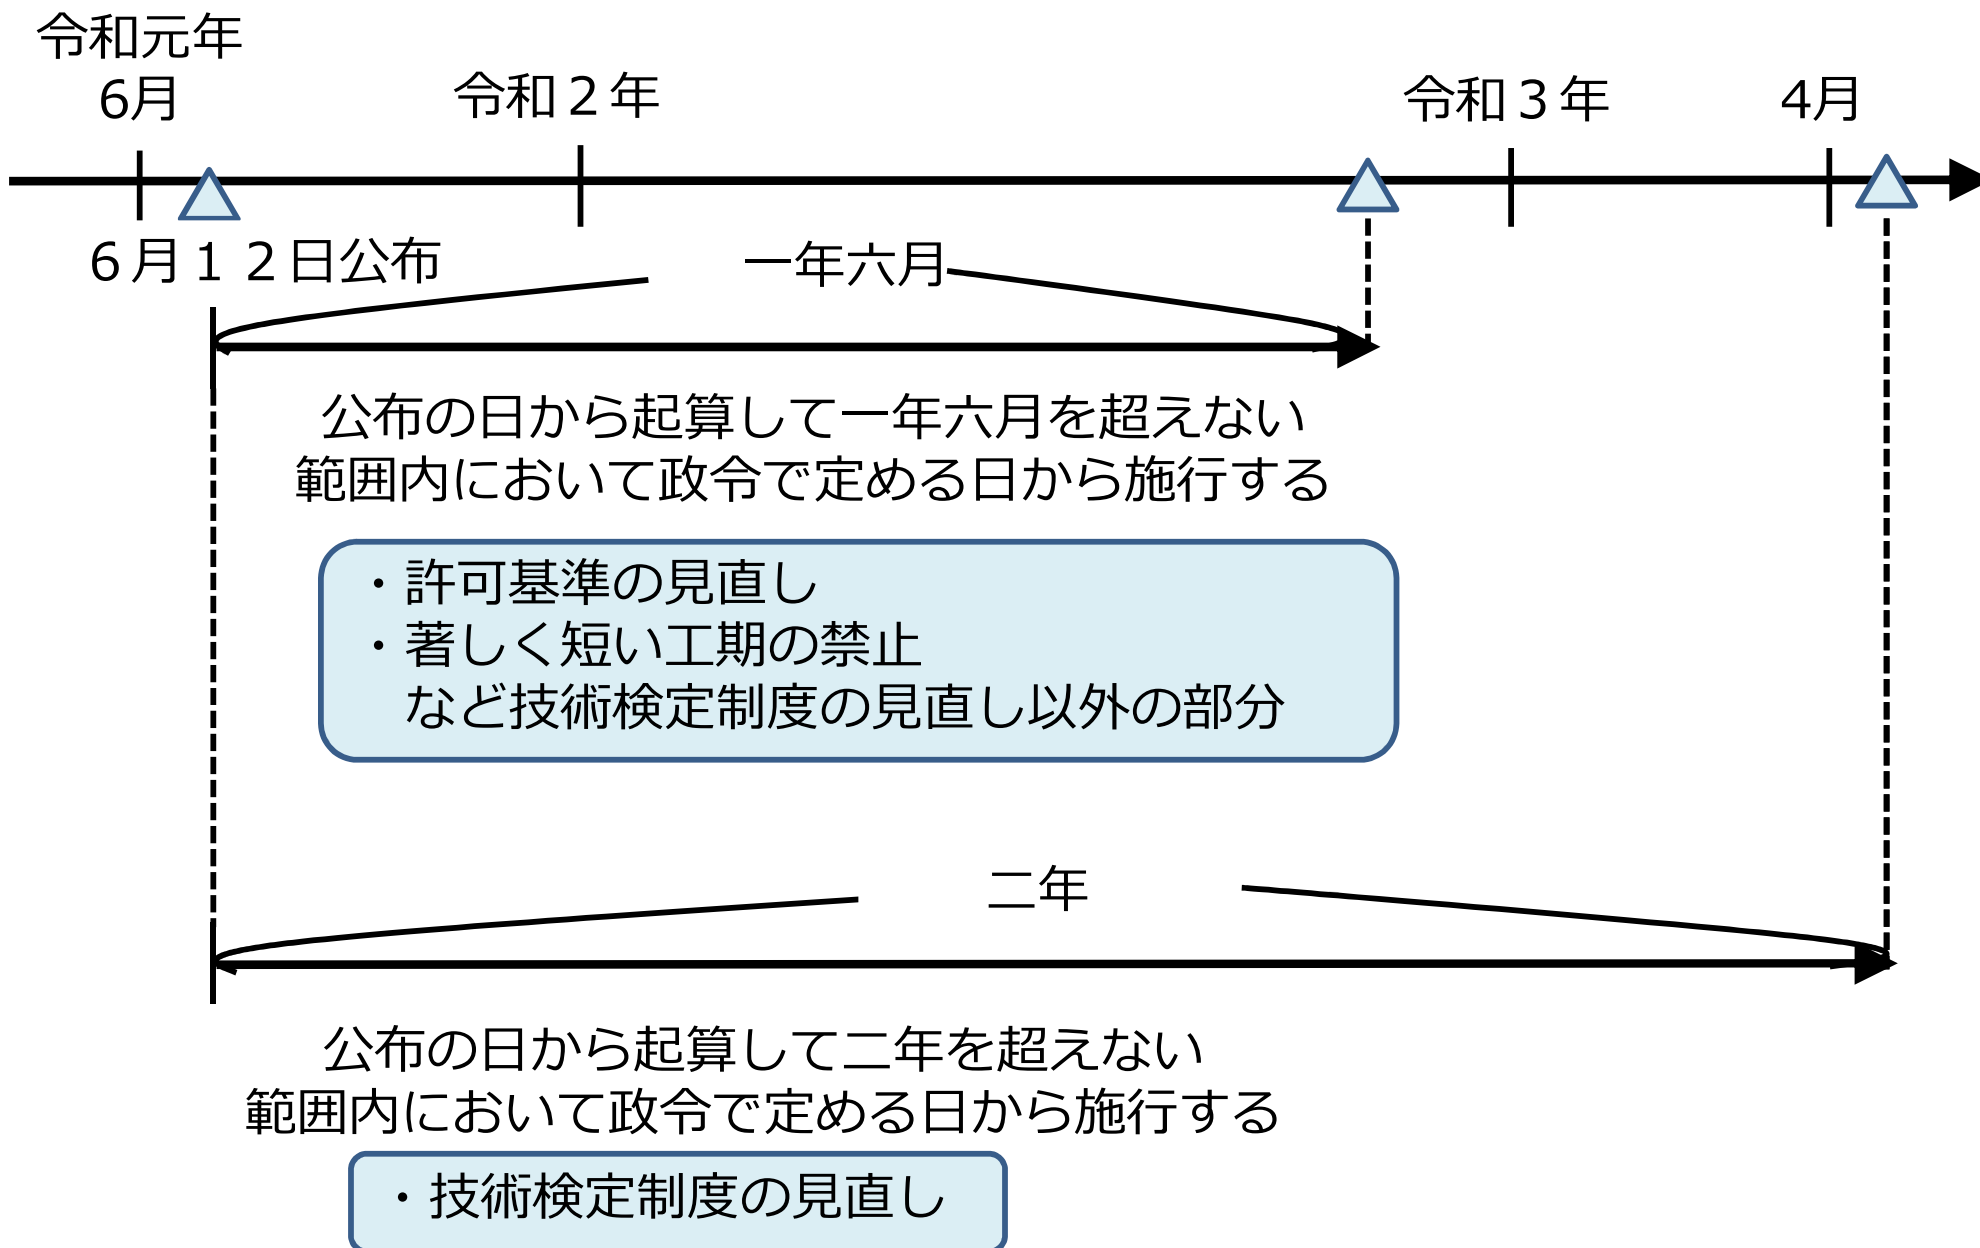 令和元年
6月
令和２年
令和３年
4月
６月１２日公布
一年六月
公布の日から起算して一年六月を超えない
範囲内において政令で定める日から施行する
・許可基準の見直し
・著しく短い工期の禁止
など技術検定制度の見直し以外の部分
二年
公布の日から起算して二年を超えない
範囲内において政令で定める日から施行する
・技術検定制度の見直し